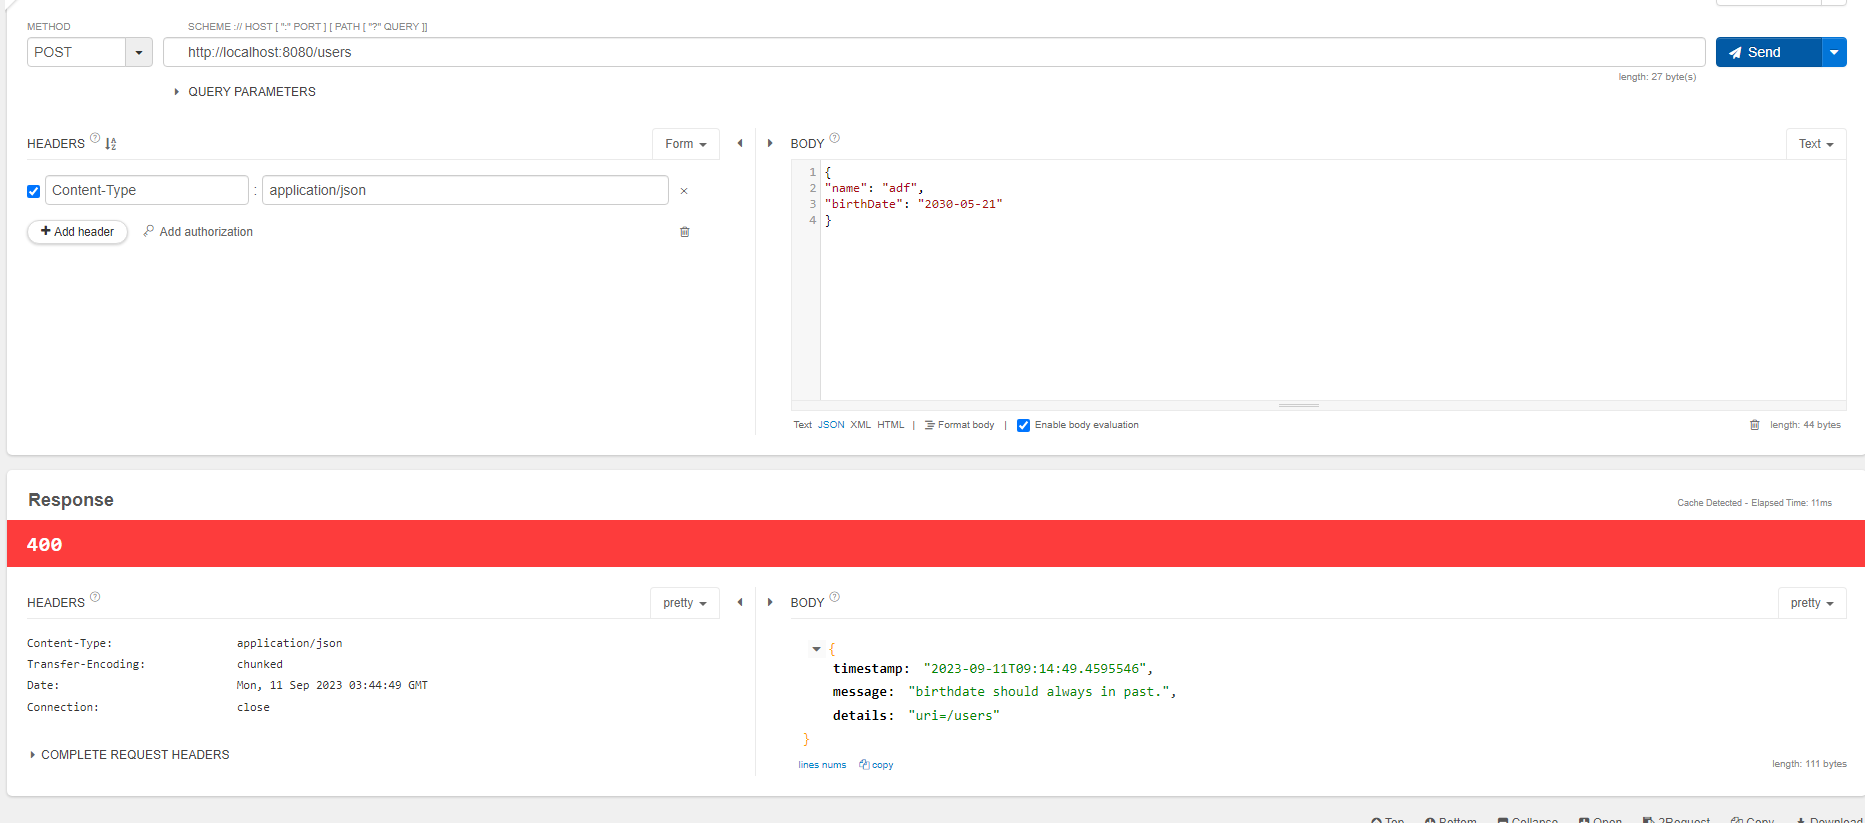 METHOD
SCHEME :// HOST [ ":" PORT ] [ PATH [ "?" QUERY ]]
POST
http://localhost:8080/users
Send
length: 27 byte(s)
QUERY PARAMETERS
HEADERS ?
Form
BODY ?
Text
Content-Type : application/json ×
+ Add header
Add authorization
1 {
2 "name": "adf",
3 "birthDate": "2030-05-21"
4 }
Text JSON XML HTML | Format body | Enable body evaluation
length: 44 bytes
Response
Cache Detected - Elapsed Time: 11ms
400
HEADERS ?
pretty
BODY ?
pretty
Content-Type: application/json
Transfer-Encoding: chunked
Date: Mon, 11 Sep 2023 03:44:49 GMT
Connection: close
COMPLETE REQUEST HEADERS
{
timestamp: "2023-09-11T09:14:49.4595546",
message: "birthdate should always in past.",
details: "uri=/users"
}
lines nums copy
length: 111 bytes
Top Bottom Collapse Open 2Request Copy Download